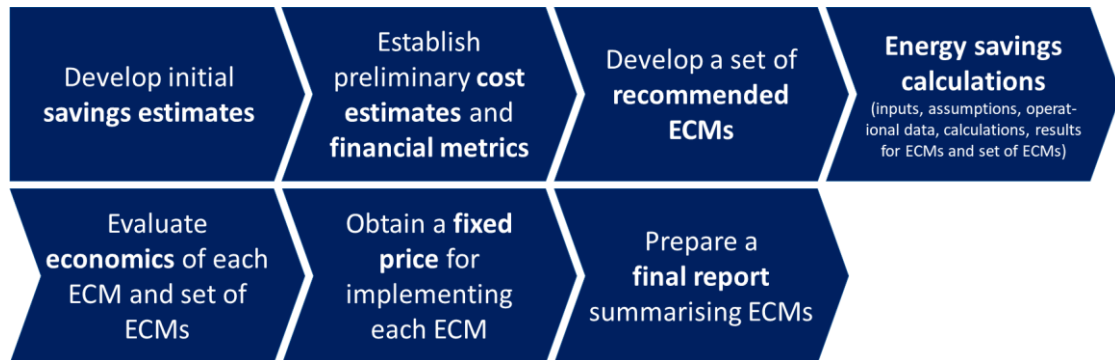 Develop initial
savings estimates
Establish
preliminary cost
estimates and
financial metrics
Develop a set of
recommended
ECMs
Energy savings
calculations
(inputs, assumptions, operat-
ional data, calculations, results
for ECMs and set of ECMs)
Evaluate
economics of each
ECM and set of
ECMs
Obtain a fixed
price for
implementing
each ECM
Prepare a
final report
summarising ECMs